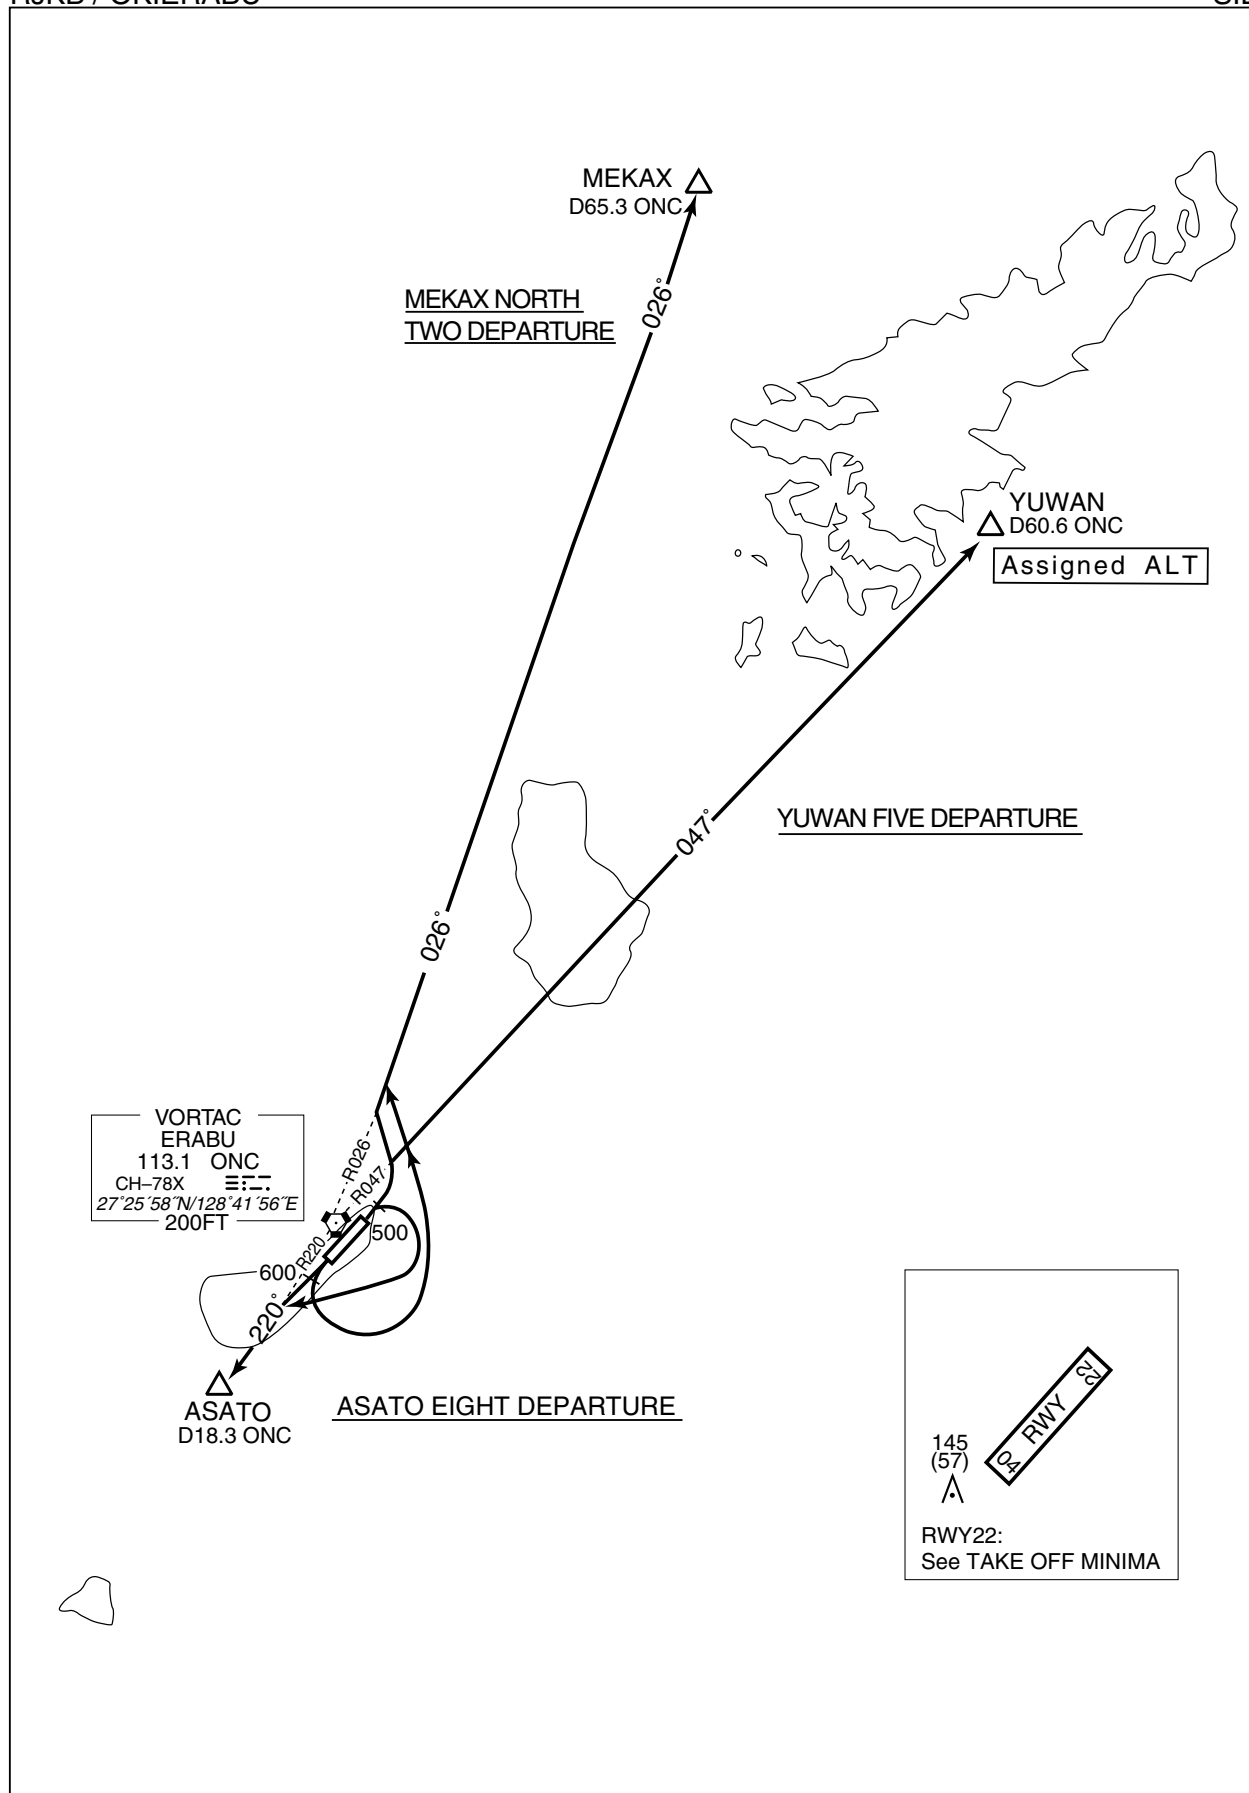 MEKAX
D65.3 ONC
MEKAX NORTH
TWO DEPARTURE
026°
YUWAN
D60.6 ONC
Assigned ALT
047°
YUWAN FIVE DEPARTURE
026°
VORTAC
ERABU
113.1 ONC
CH–78X
27°25´58˝N/128°41´56˝E
200FT
R026
R047
R220
500
600
220°
ASATO
D18.3 ONC
ASATO EIGHT DEPARTURE
22
RWY
04
145
(57)
RWY22:
See TAKE OFF MINIMA